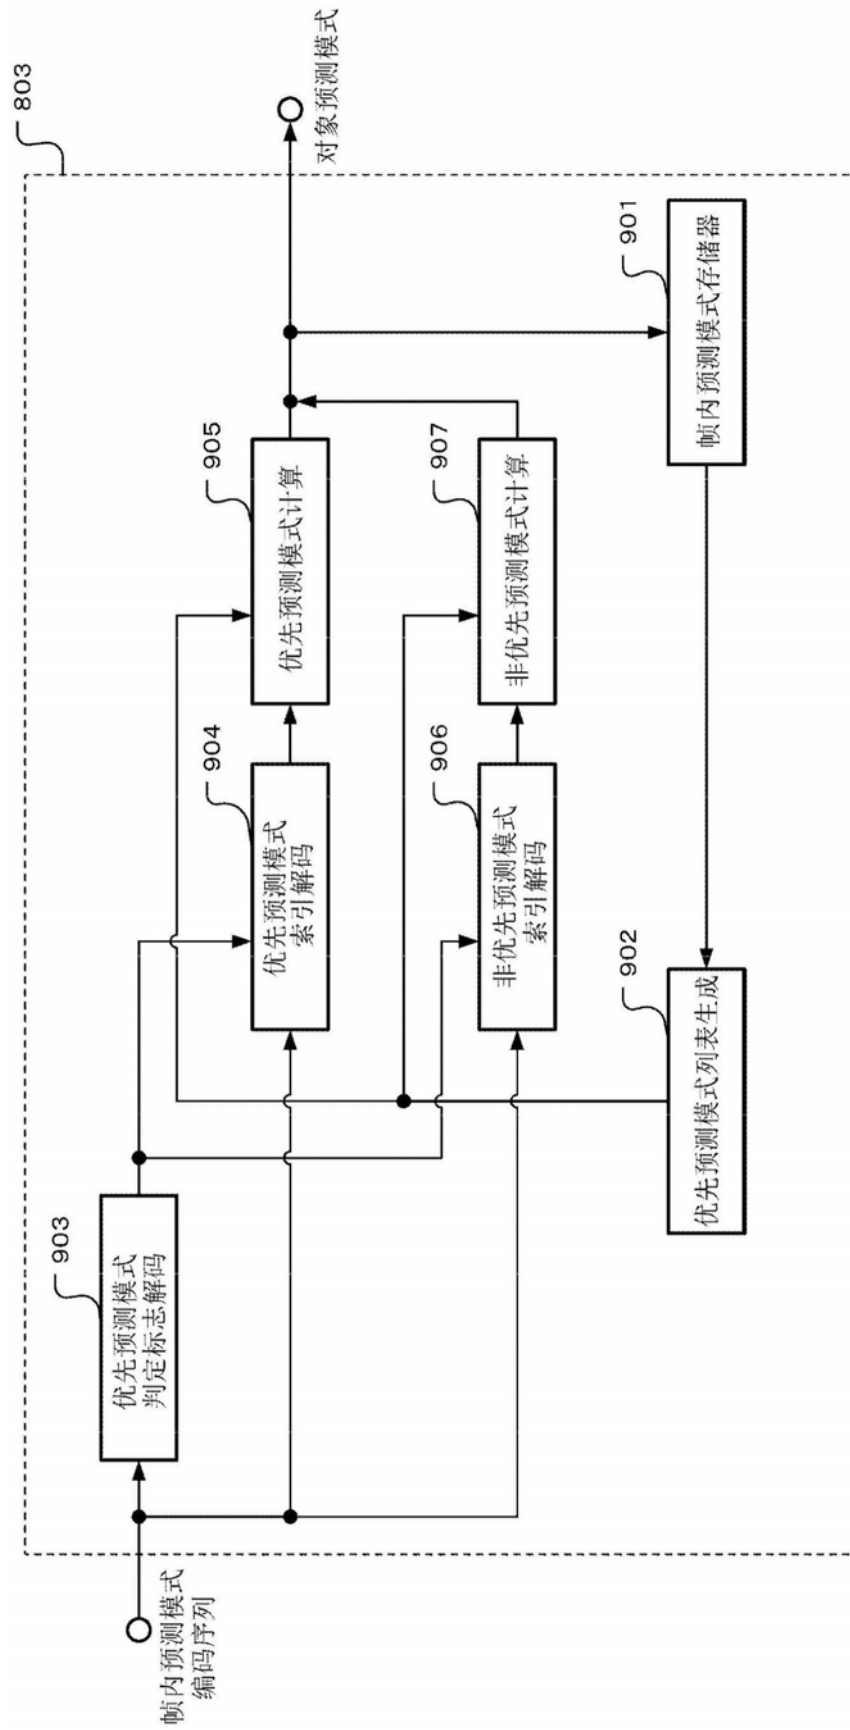 803
帧内预测模式
编码序列
903
优先预测模式
判定标志解码
904
优先预测模式
索引解码
905
优先预测模式计算
对象预测模式
906
非优先预测模式
索引解码
907
非优先预测模式计算
902
优先预测模式列表生成
901
帧内预测模式存储器